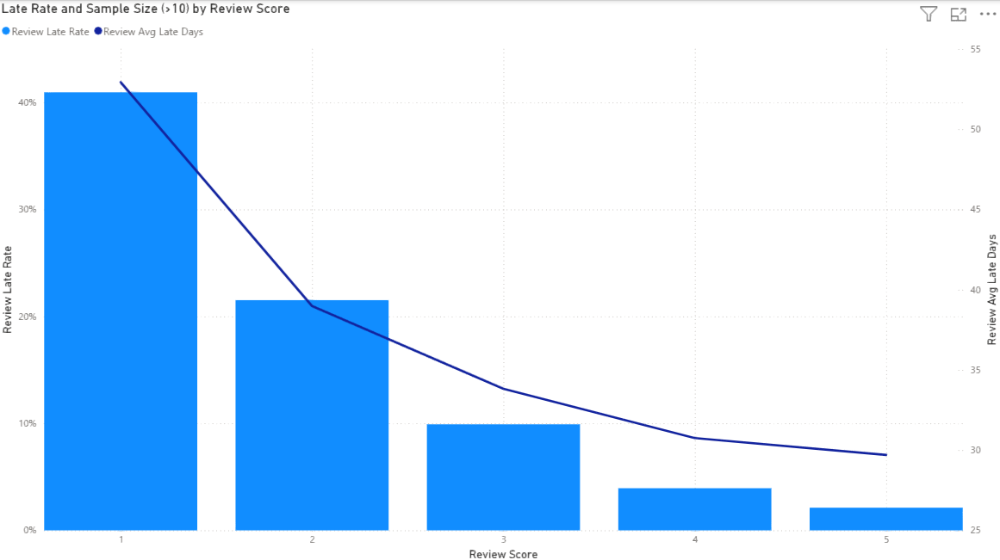 Late Rate and Sample Size (>10) by Review Score
Review Late Rate Review Avg Late Days
55
50
45
40
35
30
25
40%
30%
20%
10%
0%
Review Late Rate
Review Avg Late Days
1 2 3 4 5
Review Score